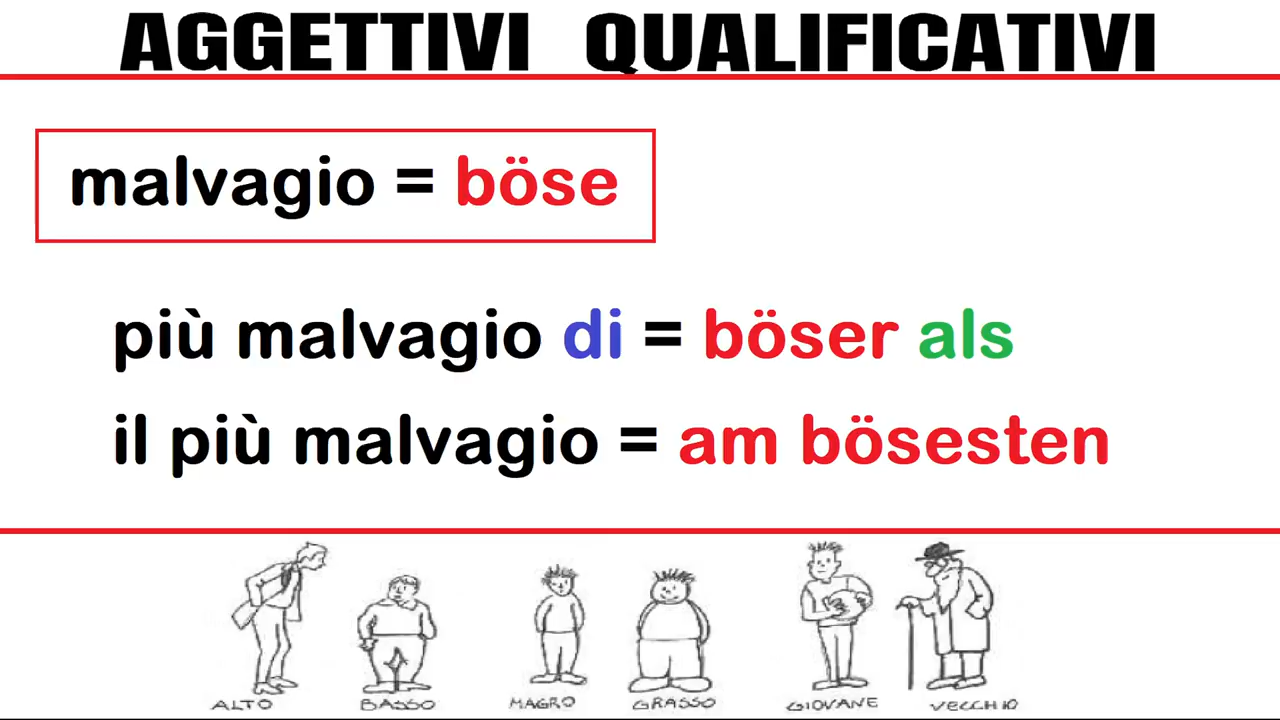 AGGETTIVI QUALIFICATIVI
malvagio = böse
più malvagio di = böser als
il più malvagio = am bösesten
ALTO BASSO MAGRO GRASSO GIOVANE VECCHIO